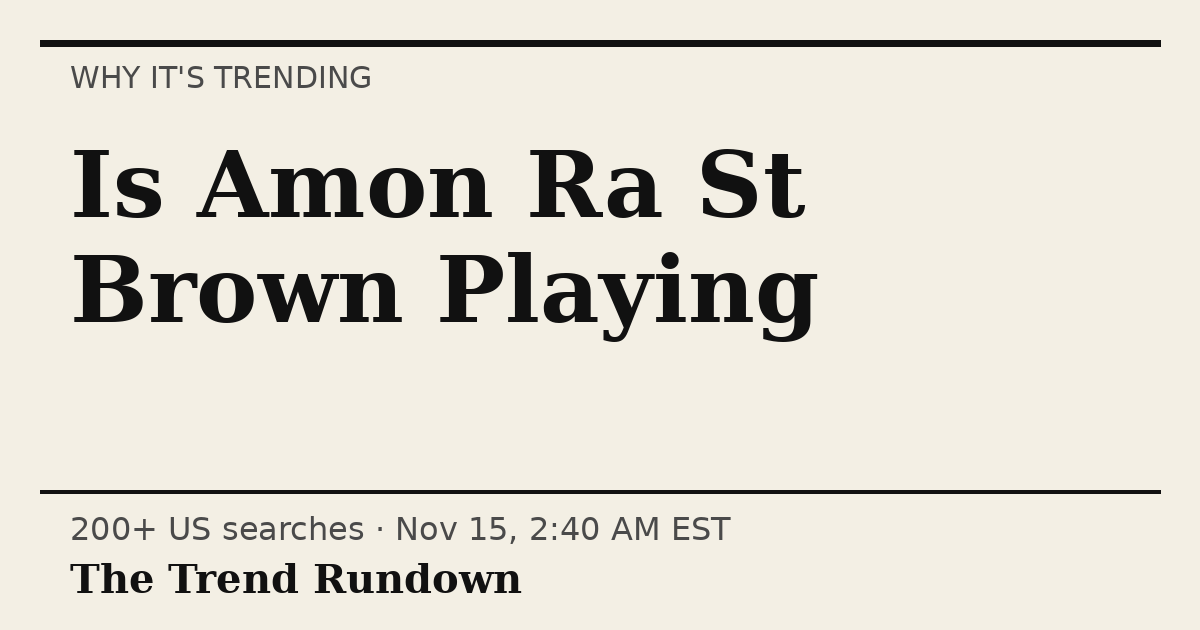 WHY IT'S TRENDING
Is Amon Ra St
Brown Playing
200+ US searches · Nov 15, 2:40 AM EST
The Trend Rundown